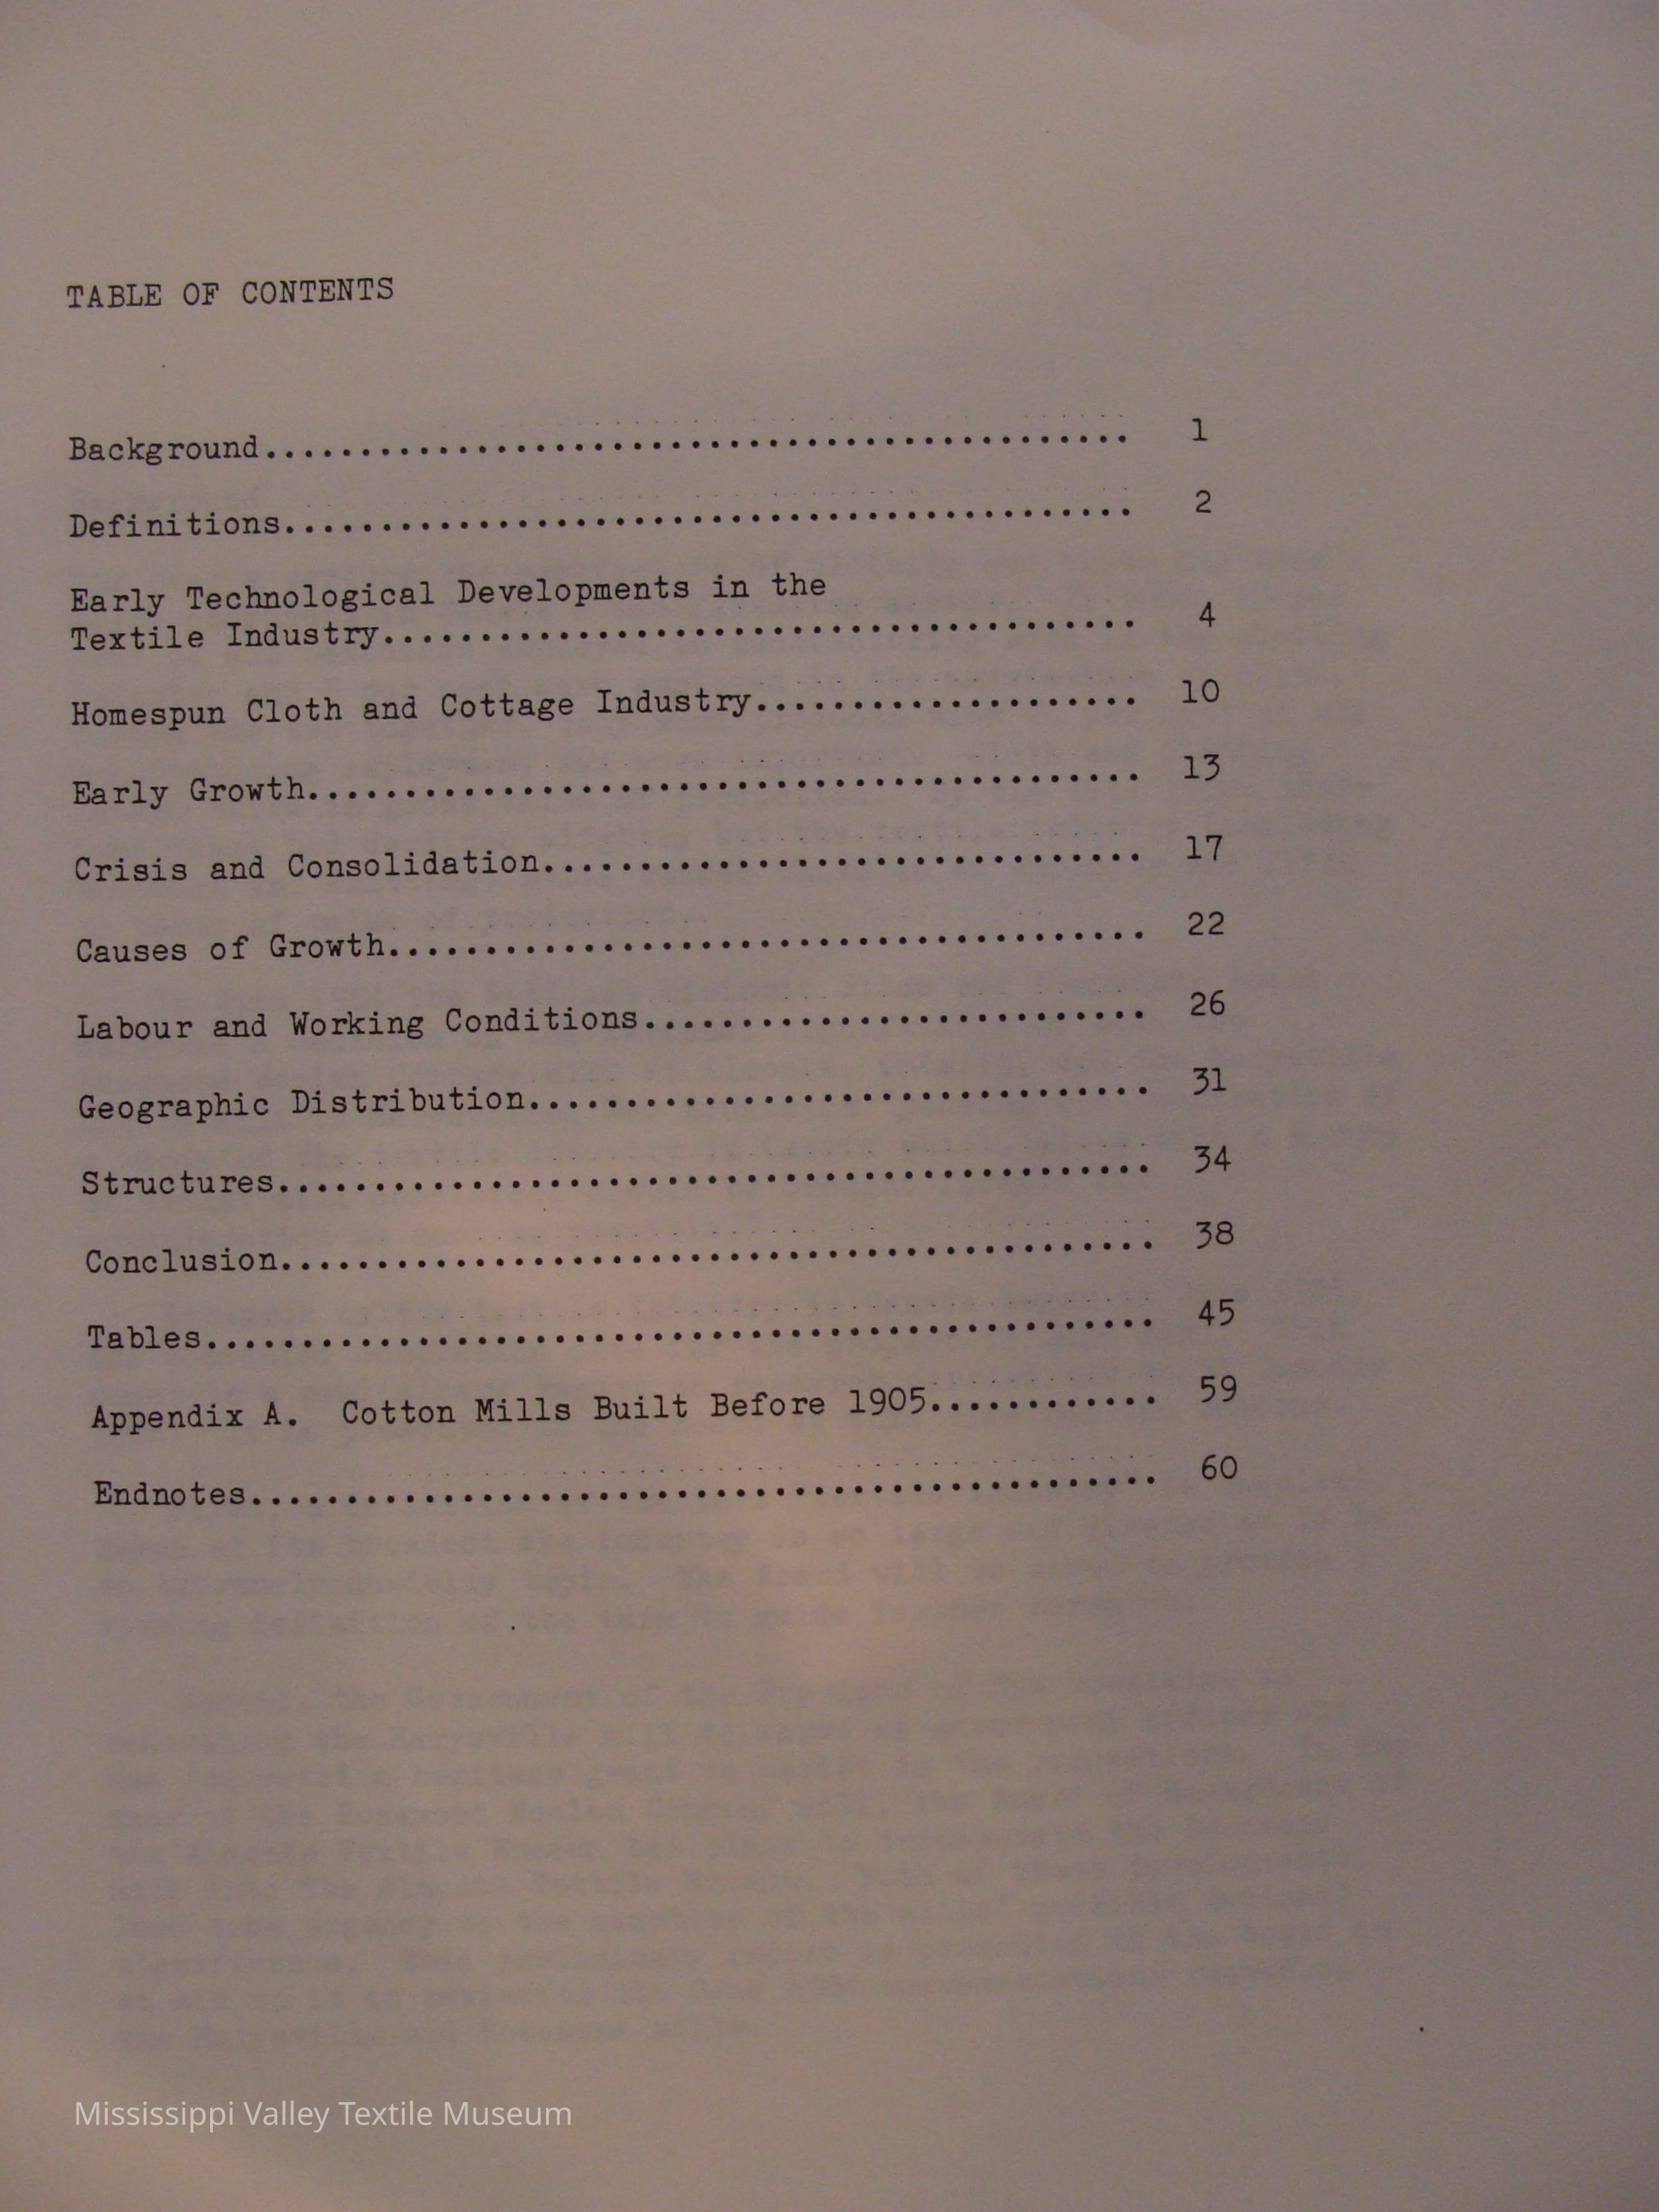 TABLE OF CONTENTS
Background............................................. 1
Definitions............................................ 2
Early Technological Developments in the
Textile Industry....................................... 4
Homespun Cloth and Cottage Industry.................... 10
Early Growth........................................... 13
Crisis and Consolidation............................... 17
Causes of Growth....................................... 22
Labour and Working Conditions.......................... 26
Geographic Distribution................................ 31
Structures............................................. 34
Conclusion............................................. 38
Tables................................................. 45
Appendix A.  Cotton Mills Built Before 1905............ 59
Endnotes............................................... 60
Mississippi Valley Textile Museum